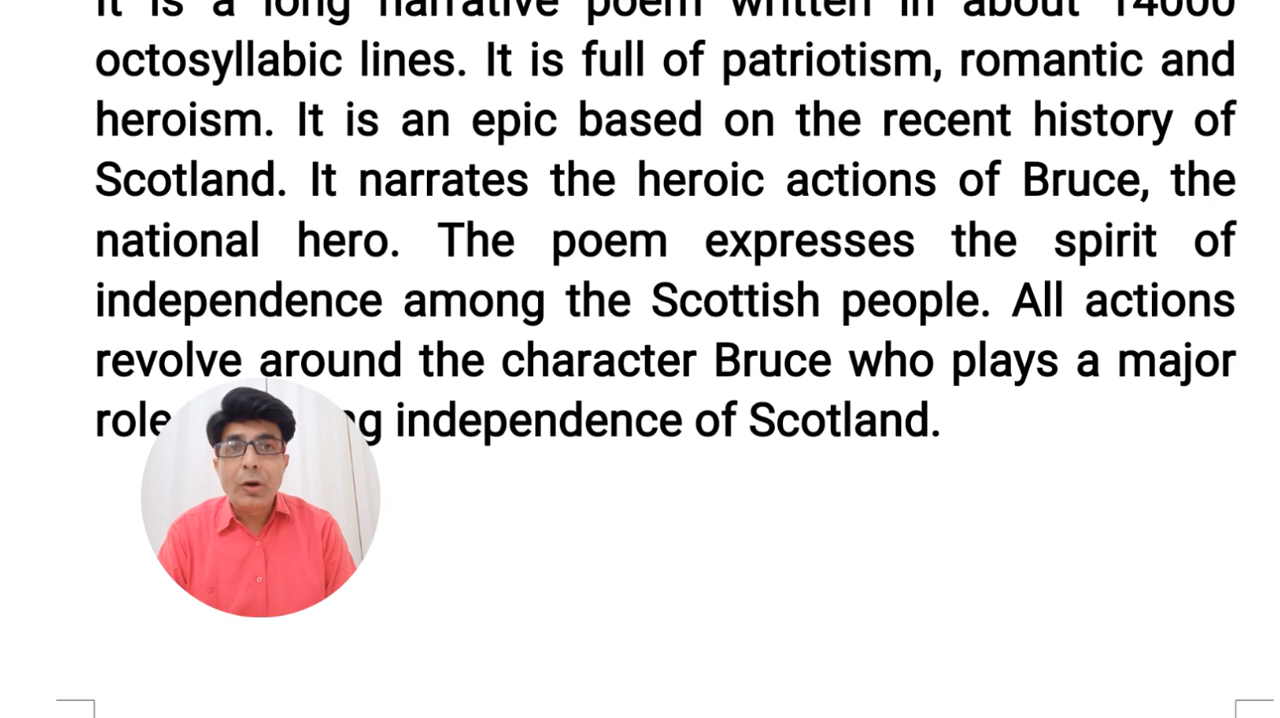 It is a long narrative poem written in about 14000
octosyllabic lines. It is full of patriotism, romantic and
heroism. It is an epic based on the recent history of
Scotland. It narrates the heroic actions of Bruce, the
national hero. The poem expresses the spirit of
independence among the Scottish people. All actions
revolve around the character Bruce who plays a major
role independence of Scotland.